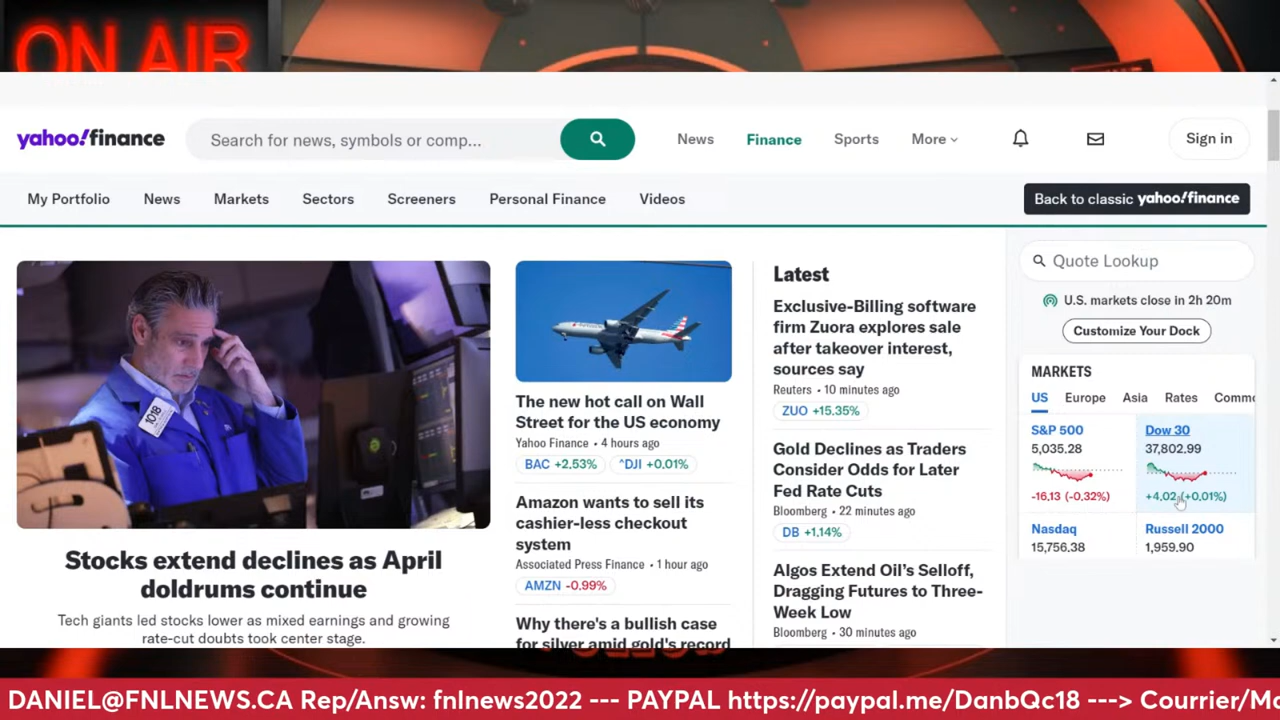 ON AIR
yahoo!finance
Search for news, symbols or comp...
News
Finance
Sports
More
Sign in
My Portfolio
News
Markets
Sectors
Screeners
Personal Finance
Videos
Back to classic yahoo!finance
1018
Stocks extend declines as April
doldrums continue
Tech giants led stocks lower as mixed earnings and growing
rate-cut doubts took center stage.
The new hot call on Wall
Street for the US economy
Yahoo Finance • 4 hours ago
BAC +2.53%
^DJI +0.01%
Amazon wants to sell its
cashier-less checkout
system
Associated Press Finance • 1 hour ago
AMZN -0.99%
Why there's a bullish case
for silver amid gold's record
Latest
Exclusive-Billing software
firm Zuora explores sale
after takeover interest,
sources say
Reuters • 10 minutes ago
ZUO +15.35%
Gold Declines as Traders
Consider Odds for Later
Fed Rate Cuts
Bloomberg • 22 minutes ago
DB +1.14%
Algos Extend Oil’s Selloff,
Dragging Futures to Three-
Week Low
Bloomberg • 30 minutes ago
Quote Lookup
U.S. markets close in 2h 20m
Customize Your Dock
MARKETS
US
Europe
Asia
Rates
Commo
S&P 500
5,035.28
-16.13 (-0.32%)
Dow 30
37,802.99
+4.02 (+0.01%)
Nasdaq
15,756.38
Russell 2000
1,959.90
DANIEL@FNLNEWS.CA Rep/Answ: fnlnews2022 --- PAYPAL https://paypal.me/DanbQc18 ---> Courrier/Ma